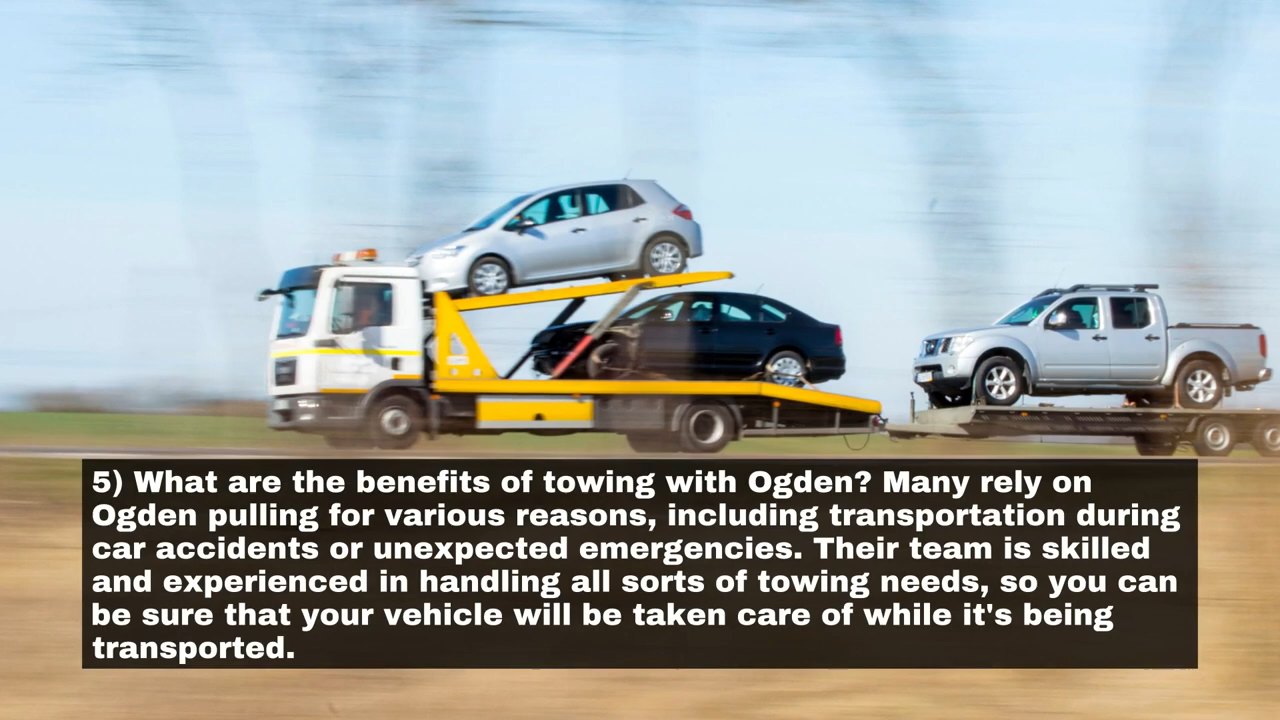 5) What are the benefits of towing with Ogden? Many rely on
Ogden pulling for various reasons, including transportation during
car accidents or unexpected emergencies. Their team is skilled
and experienced in handling all sorts of towing needs, so you can
be sure that your vehicle will be taken care of while it's being
transported.